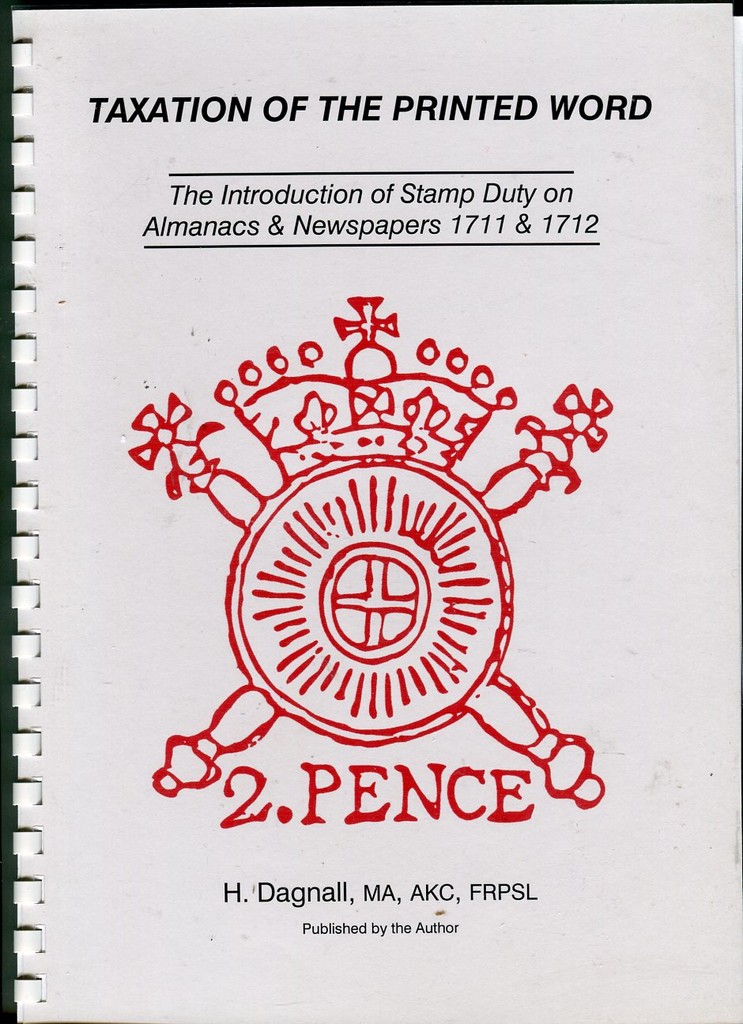 TAXATION OF THE PRINTED WORD
The Introduction of Stamp Duty on
Almanacs & Newspapers 1711 & 1712
2.PENCE
H. Dagnall, MA, AKC, FRPSL
Published by the Author